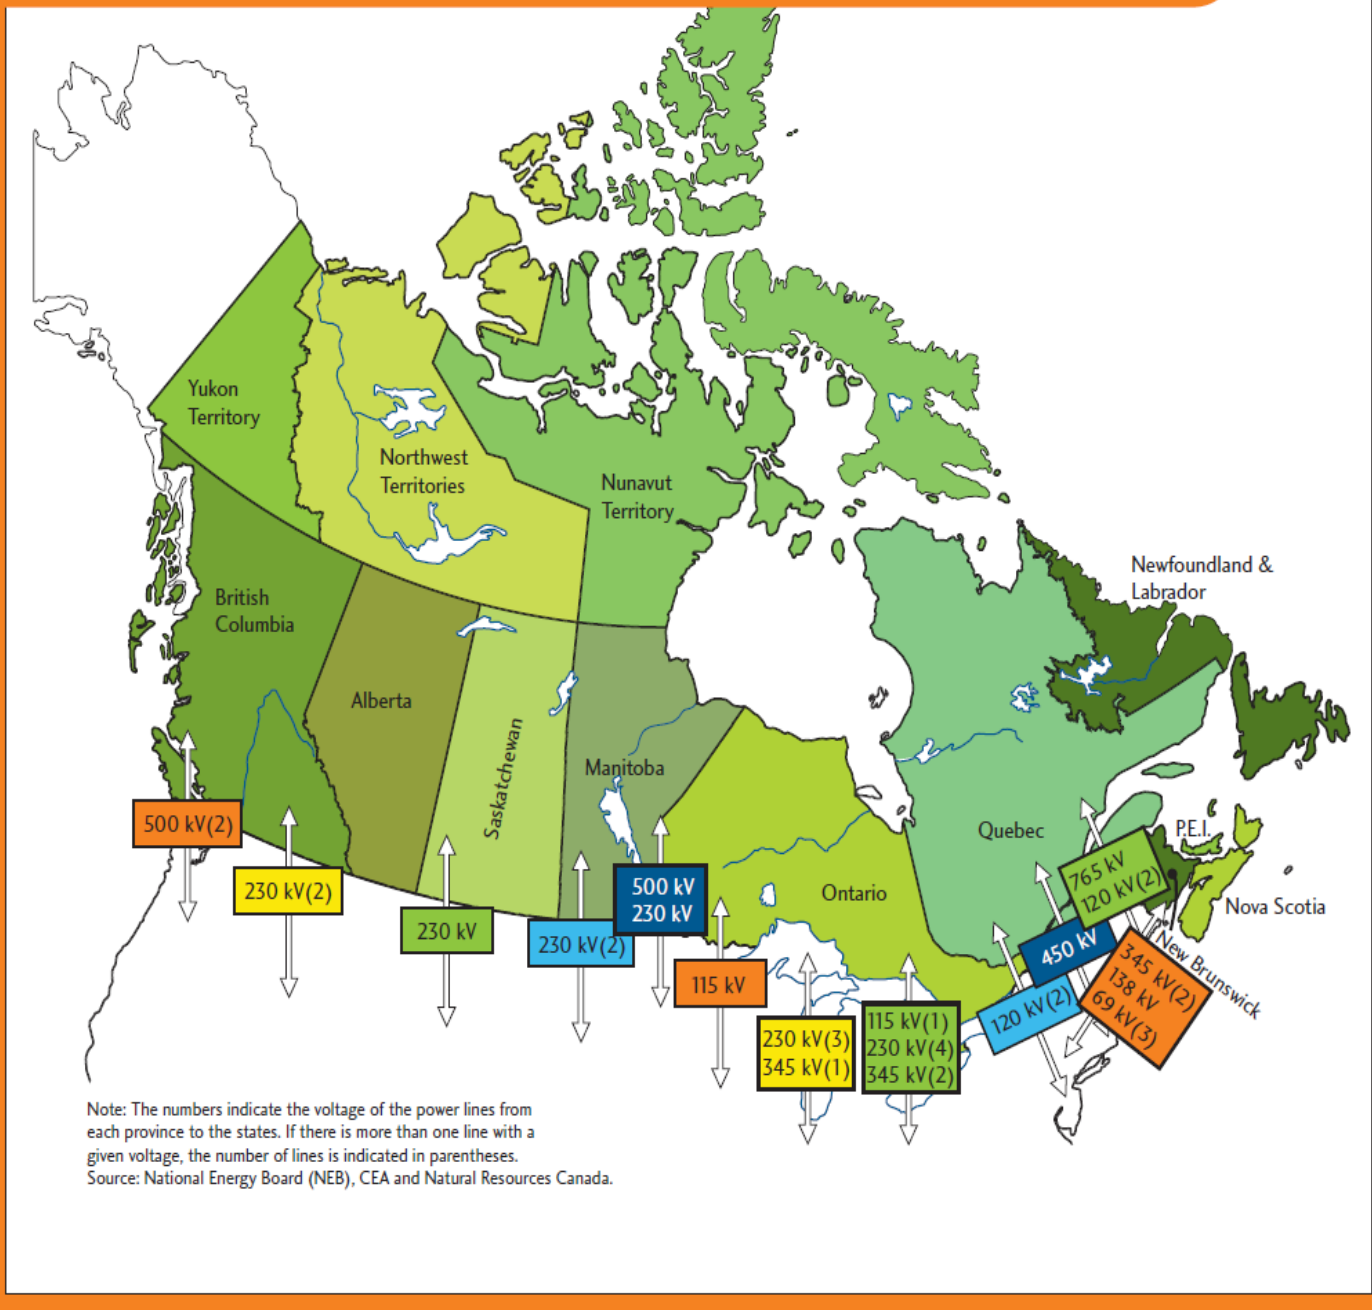 Yukon
Territory
Northwest
Territories
Nunavut
Territory
Newfoundland &
Labrador
British
Columbia
Alberta
Saskatchewan
Manitoba
Ontario
Quebec
P.E.I.
Nova Scotia
New Brunswick
500 kV(2)
230 kV(2)
230 kV
230 kV(2)
500 kV
230 kV
115 kV
230 kV(3)
345 kV(1)
115 kV(1)
230 kV(4)
345 kV(2)
120 kV(2)
450 kV
765 kV
120 kV(2)
345 kV(2)
138 kV
69 kV(3)
Note: The numbers indicate the voltage of the power lines from
each province to the states. If there is more than one line with a
given voltage, the number of lines is indicated in parentheses.
Source: National Energy Board (NEB), CEA and Natural Resources Canada.